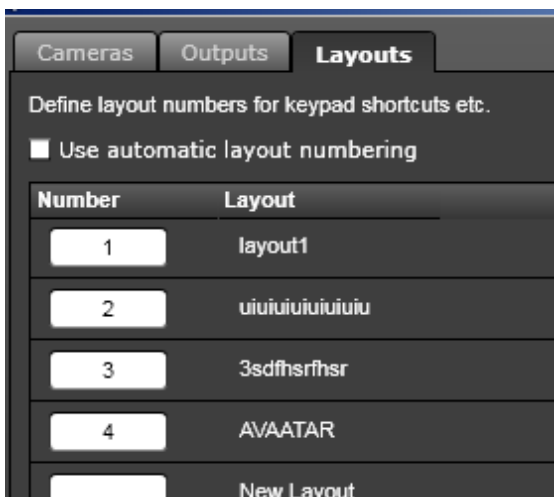 Cameras Outputs Layouts
Define layout numbers for keypad shortcuts etc.
Use automatic layout numbering
Number Layout
1 layout1
2 uiuiuiuiuiuiuiu
3 3sdfhsrfhsr
4 AVAATAR
New Layout